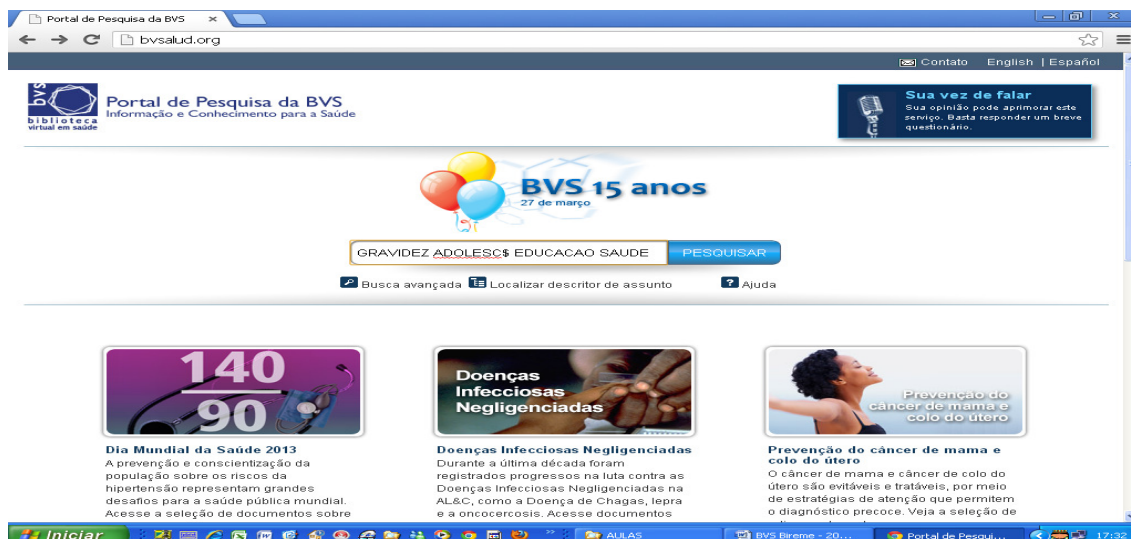 Portal de Pesquisa da BVS
bvsalud.org
Contato English | Español
bvs
biblioteca
virtual em saúde
Portal de Pesquisa da BVS
Informação e Conhecimento para a Saúde
Sua vez de falar
Sua opinião pode aprimorar este
serviço. Basta responder um breve
questionário.
BVS 15 anos
27 de março
GRAVIDEZ ADOLESC$ EDUCACAO SAUDE PESQUISAR
Busca avançada Localizar descritor de assunto Ajuda
140
90
Dia Mundial da Saúde 2013
A prevenção e conscientização da
população sobre os riscos da
hipertensão representam grandes
desafios para a saúde pública mundial.
Acesse a seleção de documentos sobre
Doenças
Infecciosas
Negligenciadas
Doenças Infecciosas Negligenciadas
Durante a última década foram
registrados progressos na luta contra as
Doenças Infecciosas Negligenciadas na
AL&C, como a Doença de Chagas, lepra
e a oncocercosis. Acesse documentos
Prevenção do
câncer de mama e
colo do útero
Prevenção do câncer de mama e
colo do útero
O câncer de mama e câncer de colo do
útero são evitáveis e tratáveis, por meio
de estratégias de atenção que permitem
o diagnóstico precoce. Veja a seleção de
Iniciar AULAS BVS Bireme - 20... Portal de Pesqui... 17:32